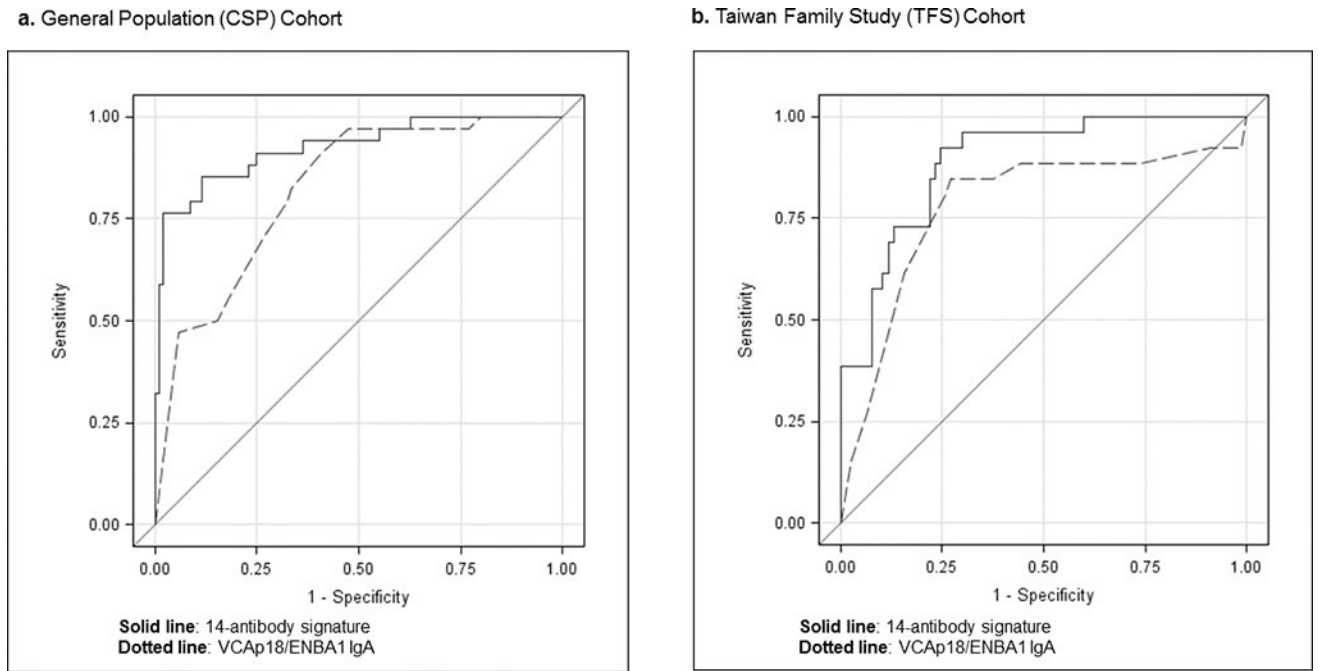 a. General Population (CSP) Cohort
1.00
0.75
0.50
0.25
0.00
Sensitivity
0.00 0.25 0.50 0.75 1.00
1 - Specificity
Solid line: 14-antibody signature
Dotted line: VCAp18/ENBA1 IgA
b. Taiwan Family Study (TFS) Cohort
1.00
0.75
0.50
0.25
0.00
Sensitivity
0.00 0.25 0.50 0.75 1.00
1 - Specificity
Solid line: 14-antibody signature
Dotted line: VCAp18/ENBA1 IgA